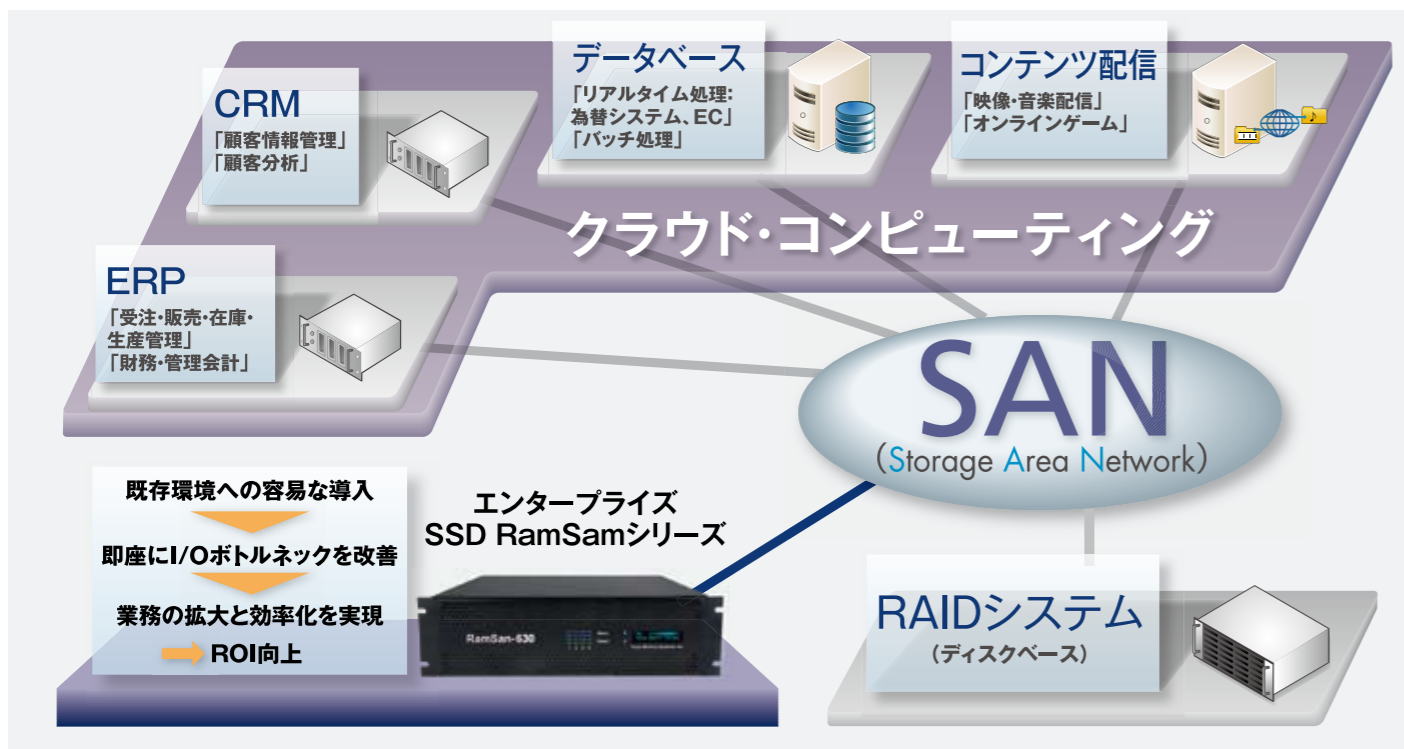 データベース
「リアルタイム処理:
為替システム、EC」
「バッチ処理」
コンテンツ配信
「映像・音楽配信」
「オンラインゲーム」
CRM
「顧客情報管理」
「顧客分析」
クラウド・コンピューティング
ERP
「受注・販売・在庫・
生産管理」
「財務・管理会計」
SAN
（Storage Area Network）
既存環境への容易な導入
即座にI/Oボトルネックを改善
業務の拡大と効率化を実現
ROI向上
エンタープライズ
SSD RamSamシリーズ
RamSan-630
RAIDシステム
（ディスクベース）